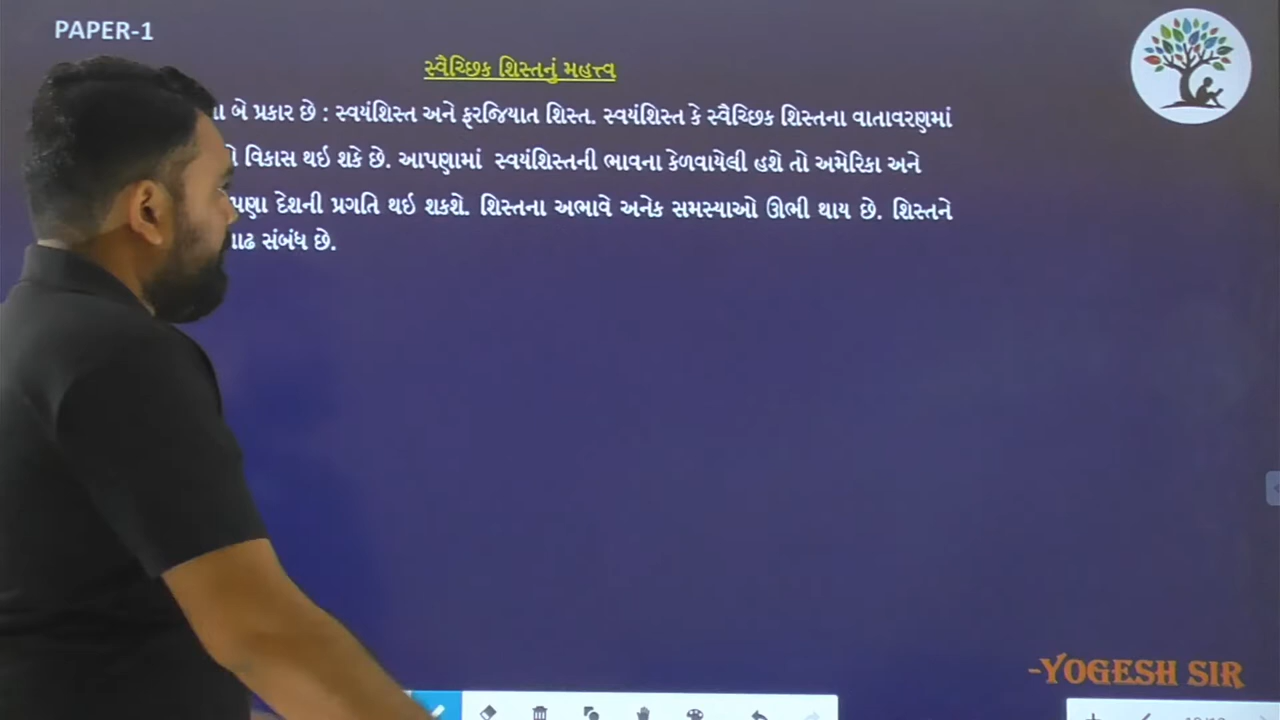 PAPER-1
સ્વૈચ્છિક શિસ્તનું મહત્ત્વ
બે પ્રકાર છે : સ્વયંશિસ્ત અને ફરજિયાત શિસ્ત. સ્વયંશિસ્ત કે સ્વૈચ્છિક શિસ્તના વાતાવરણમાં
વિકાસ થઇ શકે છે. આપણામાં સ્વયંશિસ્તની ભાવના કેળવાયેલી હશે તો અમેરિકા અને
દેશની પ્રગતિ થઇ શકશે. શિસ્તના અભાવે અનેક સમસ્યાઓ ઊભી થાય છે. શિસ્તને
સંબંધ છે.
-YOGESH SIR